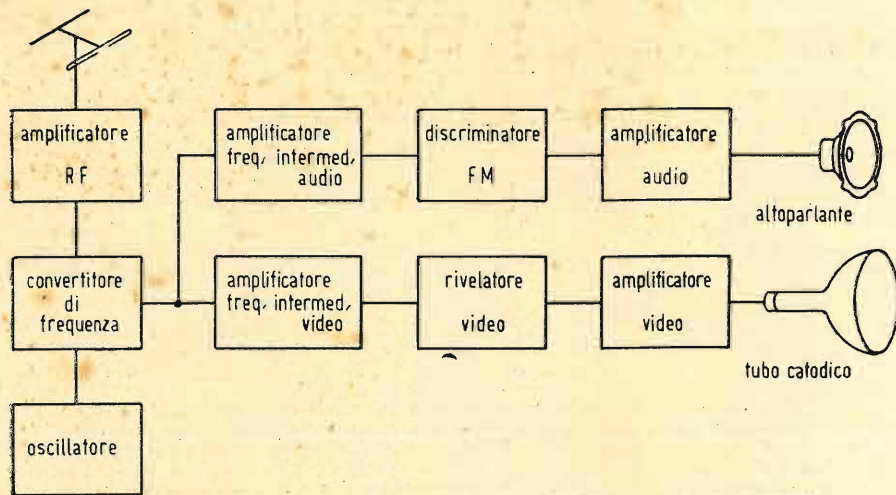 amplificatore
RF
amplificatore
freq, intermed,
audio
discriminatore
FM
amplificatore
audio
altoparlante
convertitore
di
frequenza
amplificatore
freq, intermed,
video
rivelatore
video
amplificatore
video
tubo catodico
oscillatore